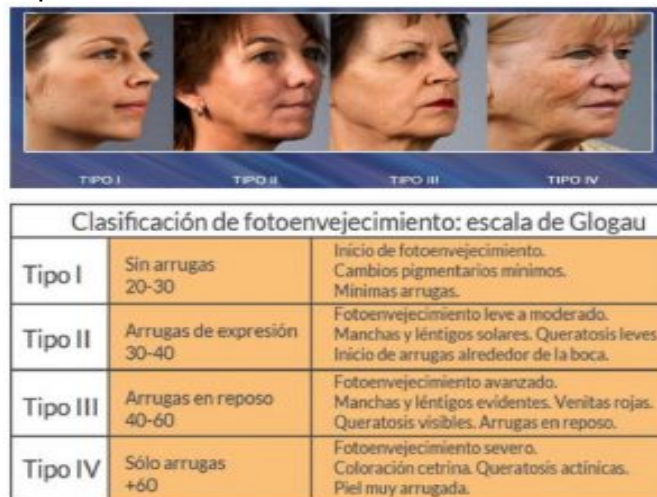 TIPO I
TIPO II
TIPO III
TIPO IV
Clasificación de fotoenvejecimiento: escala de Glogau
Tipo I
Sin arrugas
20-30
Inicio de fotoenvejecimiento.
Cambios pigmentarios mínimos.
Mínimas arrugas.
Tipo II
Arrugas de expresión
30-40
Fotoenvejecimiento leve a moderado.
Manchas y léntigos solares. Queratosis leves
Inicio de arrugas alrededor de la boca.
Tipo III
Arrugas en reposo
40-60
Fotoenvejecimiento avanzado.
Manchas y léntigos evidentes. Venitas rojas.
Queratosis visibles. Arrugas en reposo.
Tipo IV
Sólo arrugas
+60
Fotoenvejecimiento severo.
Coloración cetrina. Queratosis actínicas.
Piel muy arrugada.